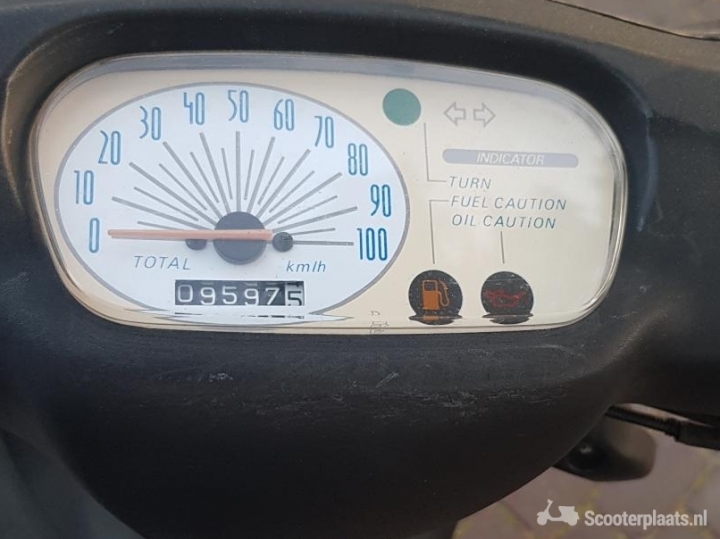 0 10 20 30 40 50 60 70 80 90 100
TOTAL km/h
095975
INDICATOR
TURN
FUEL CAUTION
OIL CAUTION
Scooterplaats.nl